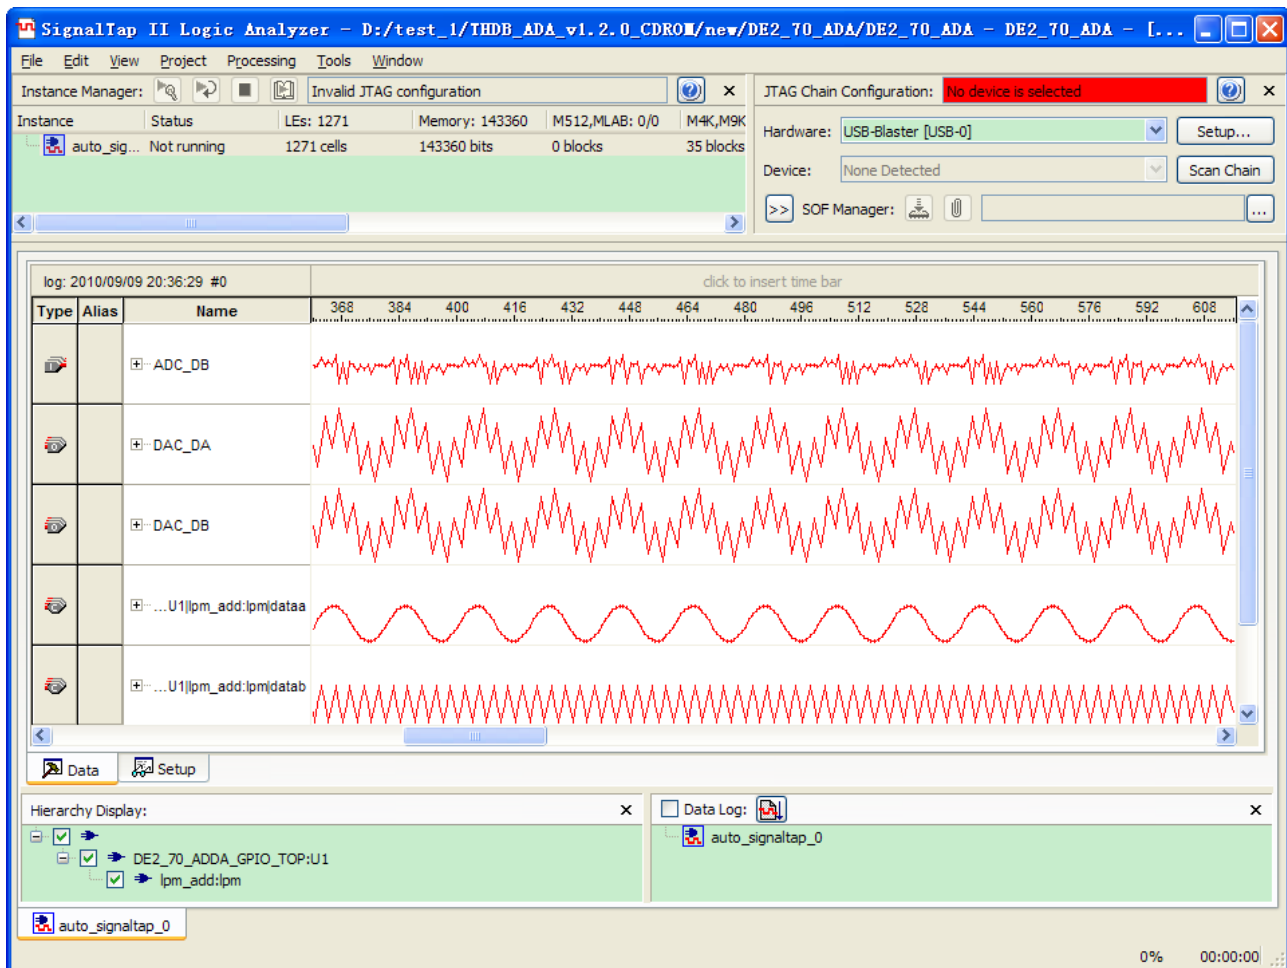 SignalTap II Logic Analyzer - D:/test_1/THDB_ADA_v1.2.0_CDROM/new/DE2_70_ADA/DE2_70_ADA - DE2_70_ADA - [...
File Edit View Project Processing Tools Window
Instance Manager: Invalid JTAG configuration
JTAG Chain Configuration: No device is selected
Instance Status LEs: 1271 Memory: 143360 M512,MLAB: 0/0 M4K,M9K
auto_sig... Not running 1271 cells 143360 bits 0 blocks 35 blocks
Hardware: USB-Blaster [USB-0] Setup...
Device: None Detected Scan Chain
>> SOF Manager: ...
log: 2010/09/09 20:36:29 #0 click to insert time bar
Type Alias Name 368 384 400 416 432 448 464 480 496 512 528 544 560 576 592 608
ADC_DB
DAC_DA
DAC_DB
...U1|lpm_add:lpm|dataa
...U1|lpm_add:lpm|datab
Data Setup
Hierarchy Display:
DE2_70_ADDA_GPIO_TOP:U1
lpm_add:lpm
Data Log:
auto_signaltap_0
auto_signaltap_0
0% 00:00:00